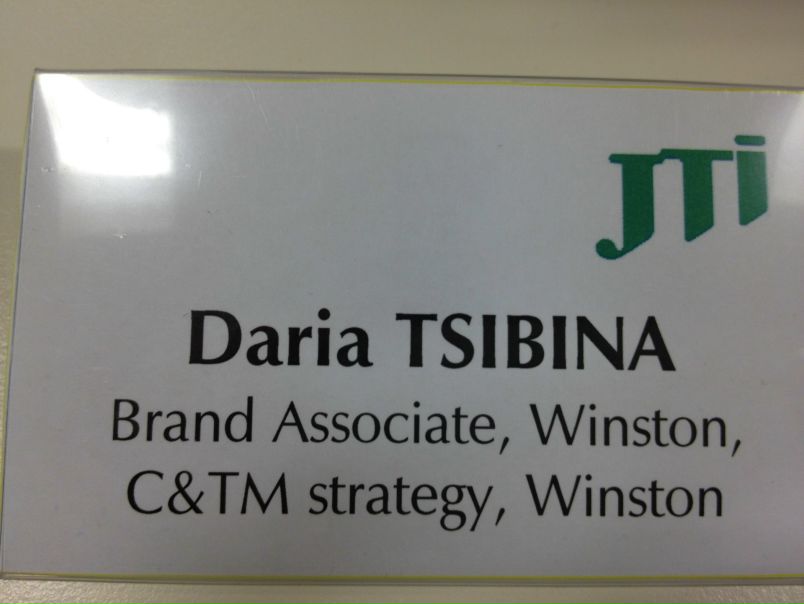 JTi
Daria TSIBINA
Brand Associate, Winston,
C&TM strategy, Winston